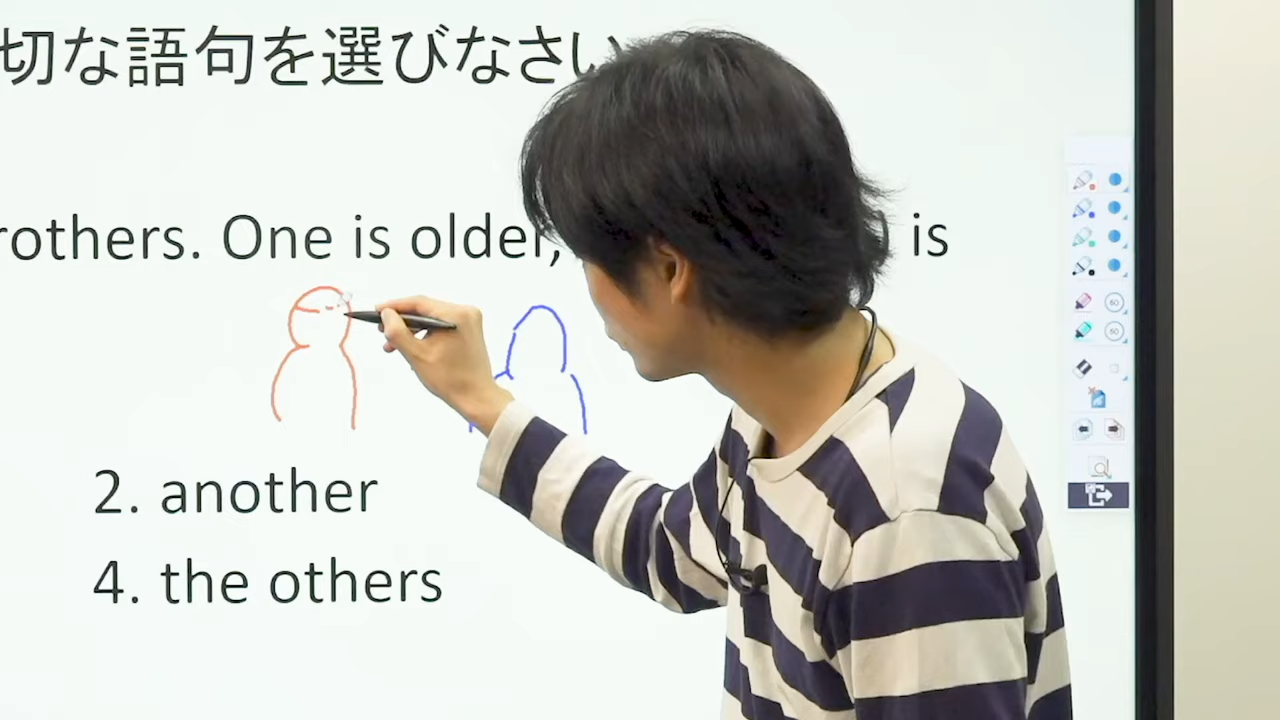 切な語句を選びなさい
rothers. One is older, is
2. another
4. the others